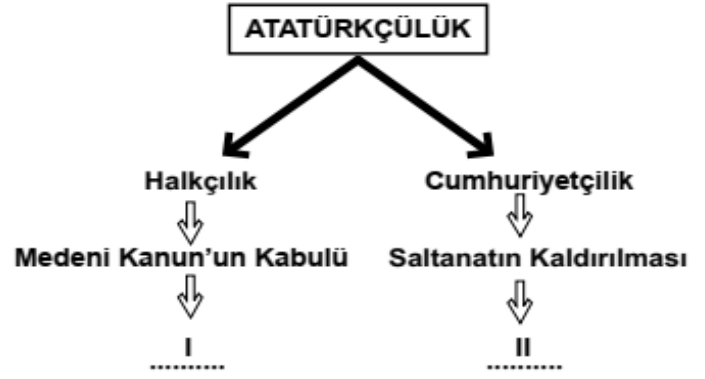 ATATÜRKÇÜLÜK
Halkçılık
Cumhuriyetçilik
Medeni Kanun'un Kabulü
Saltanatın Kaldırılması
I
..........
II
..........